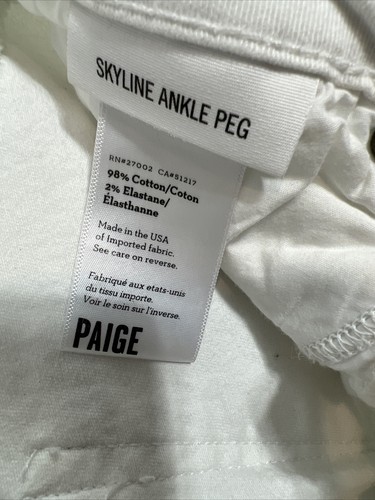 SKYLINE ANKLE PEG
RN#27002 CA#51217
98% Cotton/Coton
2% Elastane/
Élasthanne
Made in the USA
of Imported fabric.
See care on reverse.
Fabriqué aux etats-unis
du tissu importe.
Voir le soin sur l'inverse.
PAIGE